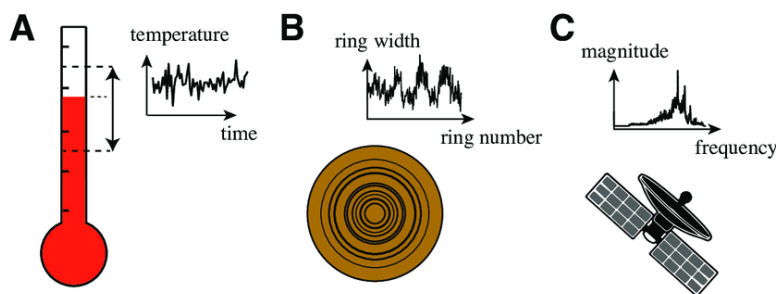 A
temperature
time
B
ring width
ring number
C
magnitude
frequency